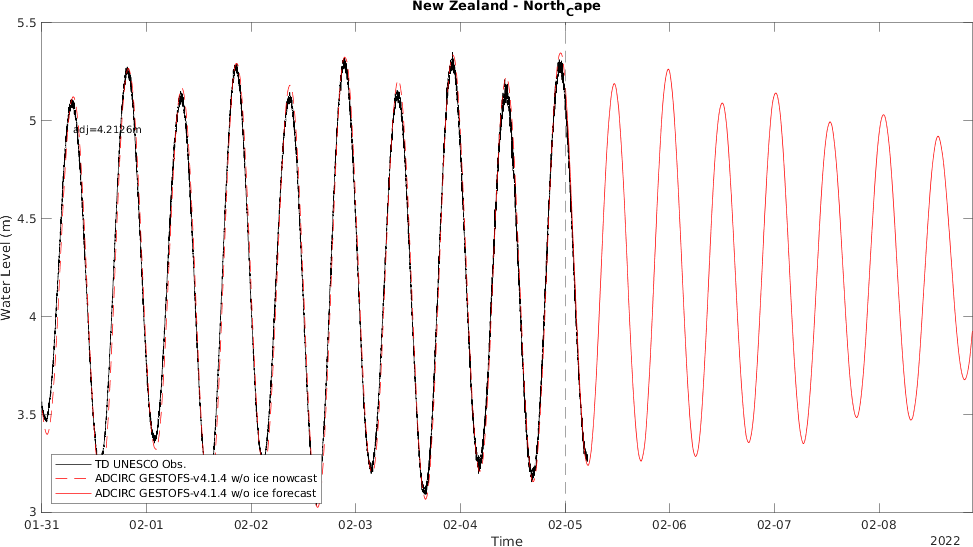 New Zealand - North_Cape
5.5
5
4.5
4
3.5
3
Water Level (m)
adj=4.2126m
TD UNESCO Obs.
ADCIRC GESTOFS-v4.1.4 w/o ice nowcast
ADCIRC GESTOFS-v4.1.4 w/o ice forecast
01-31 02-01 02-02 02-03 02-04 02-05 02-06 02-07 02-08
Time
2022